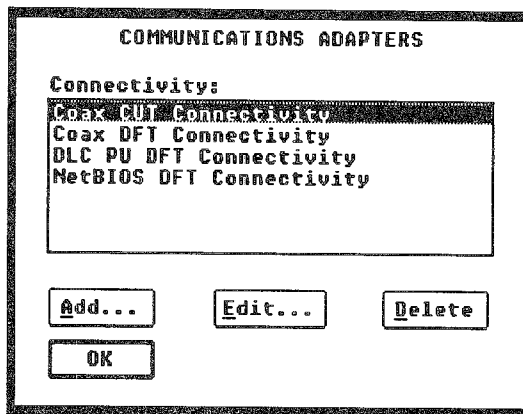 COMMUNICATIONS ADAPTERS
Connectivity:
Coax CUT Connectivity
Coax DFT Connectivity
DLC PU DFT Connectivity
NetBIOS DFT Connectivity
Add... Edit... Delete
OK